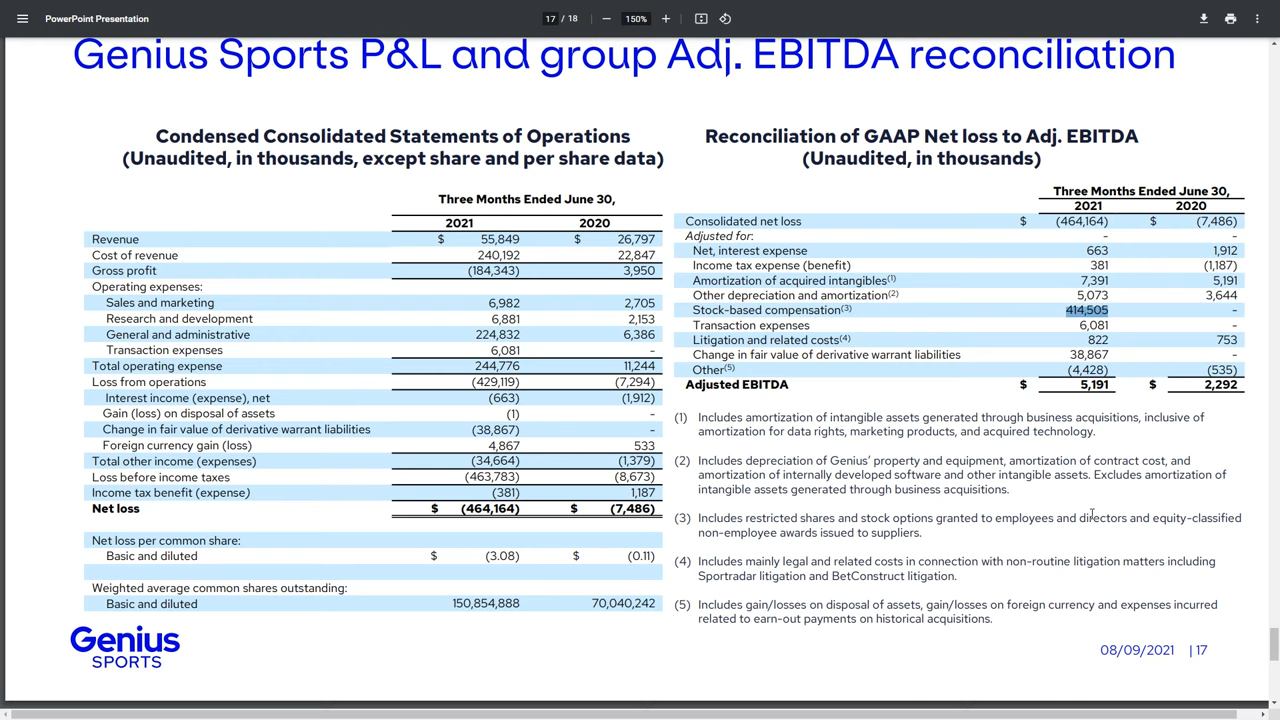 PowerPoint Presentation
17 / 18
150%
Genius Sports P&L and group Adj. EBITDA reconciliation
Condensed Consolidated Statements of Operations
(Unaudited, in thousands, except share and per share data)
Three Months Ended June 30,
2021 2020
Revenue $ 55,849 $ 26,797
Cost of revenue 240,192 22,847
Gross profit (184,343) 3,950
Operating expenses:
Sales and marketing 6,982 2,705
Research and development 6,881 2,153
General and administrative 224,832 6,386
Transaction expenses 6,081 -
Total operating expense 244,776 11,244
Loss from operations (429,119) (7,294)
Interest income (expense), net (663) (1,912)
Gain (loss) on disposal of assets (1) -
Change in fair value of derivative warrant liabilities (38,867) -
Foreign currency gain (loss) 4,867 533
Total other income (expenses) (34,664) (1,379)
Loss before income taxes (463,783) (8,673)
Income tax benefit (expense) (381) 1,187
Net loss $ (464,164) $ (7,486)
Net loss per common share:
Basic and diluted $ (3.08) $ (0.11)
Weighted average common shares outstanding:
Basic and diluted 150,854,888 70,040,242
Reconciliation of GAAP Net loss to Adj. EBITDA
(Unaudited, in thousands)
Three Months Ended June 30,
2021 2020
Consolidated net loss $ (464,164) $ (7,486)
Adjusted for: - -
Net, interest expense 663 1,912
Income tax expense (benefit) 381 (1,187)
Amortization of acquired intangibles(1) 7,391 5,191
Other depreciation and amortization(2) 5,073 3,644
Stock-based compensation(3) 414,505 -
Transaction expenses 6,081 -
Litigation and related costs(4) 822 753
Change in fair value of derivative warrant liabilities 38,867 -
Other(5) (4,428) (535)
Adjusted EBITDA $ 5,191 $ 2,292
(1) Includes amortization of intangible assets generated through business acquisitions, inclusive of
amortization for data rights, marketing products, and acquired technology.
(2) Includes depreciation of Genius' property and equipment, amortization of contract cost, and
amortization of internally developed software and other intangible assets. Excludes amortization of
intangible assets generated through business acquisitions.
(3) Includes restricted shares and stock options granted to employees and directors and equity-classified
non-employee awards issued to suppliers.
(4) Includes mainly legal and related costs in connection with non-routine litigation matters including
Sportradar litigation and BetConstruct litigation.
(5) Includes gain/losses on disposal of assets, gain/losses on foreign currency and expenses incurred
related to earn-out payments on historical acquisitions.
Genius
SPORTS
08/09/2021 | 17